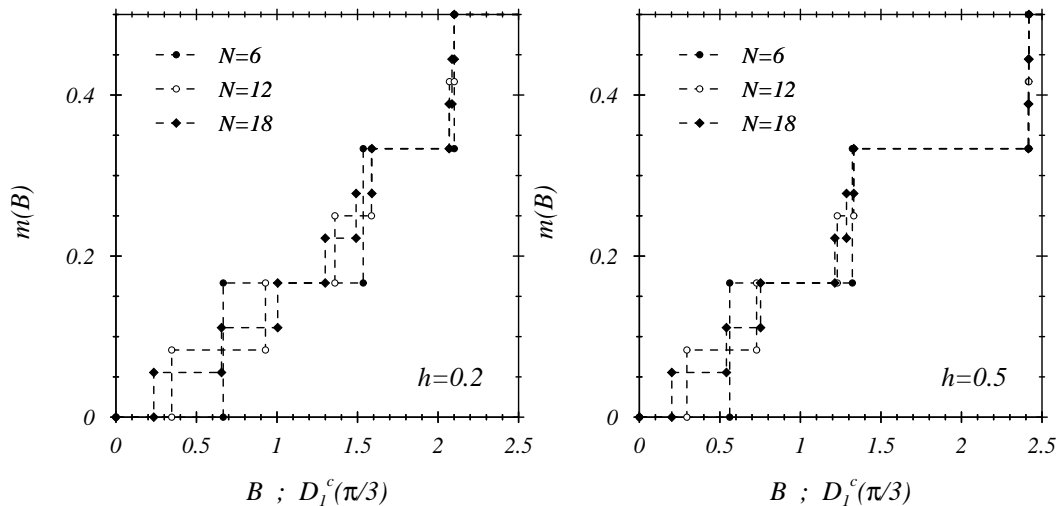 N=6
N=12
N=18
0.4
0.2
0
m(B)
h=0.2
0 0.5 1 1.5 2 2.5
B ; D₁ᶜ(π/3)
N=6
N=12
N=18
0.4
0.2
0
m(B)
h=0.5
0 0.5 1 1.5 2 2.5
B ; D₁ᶜ(π/3)